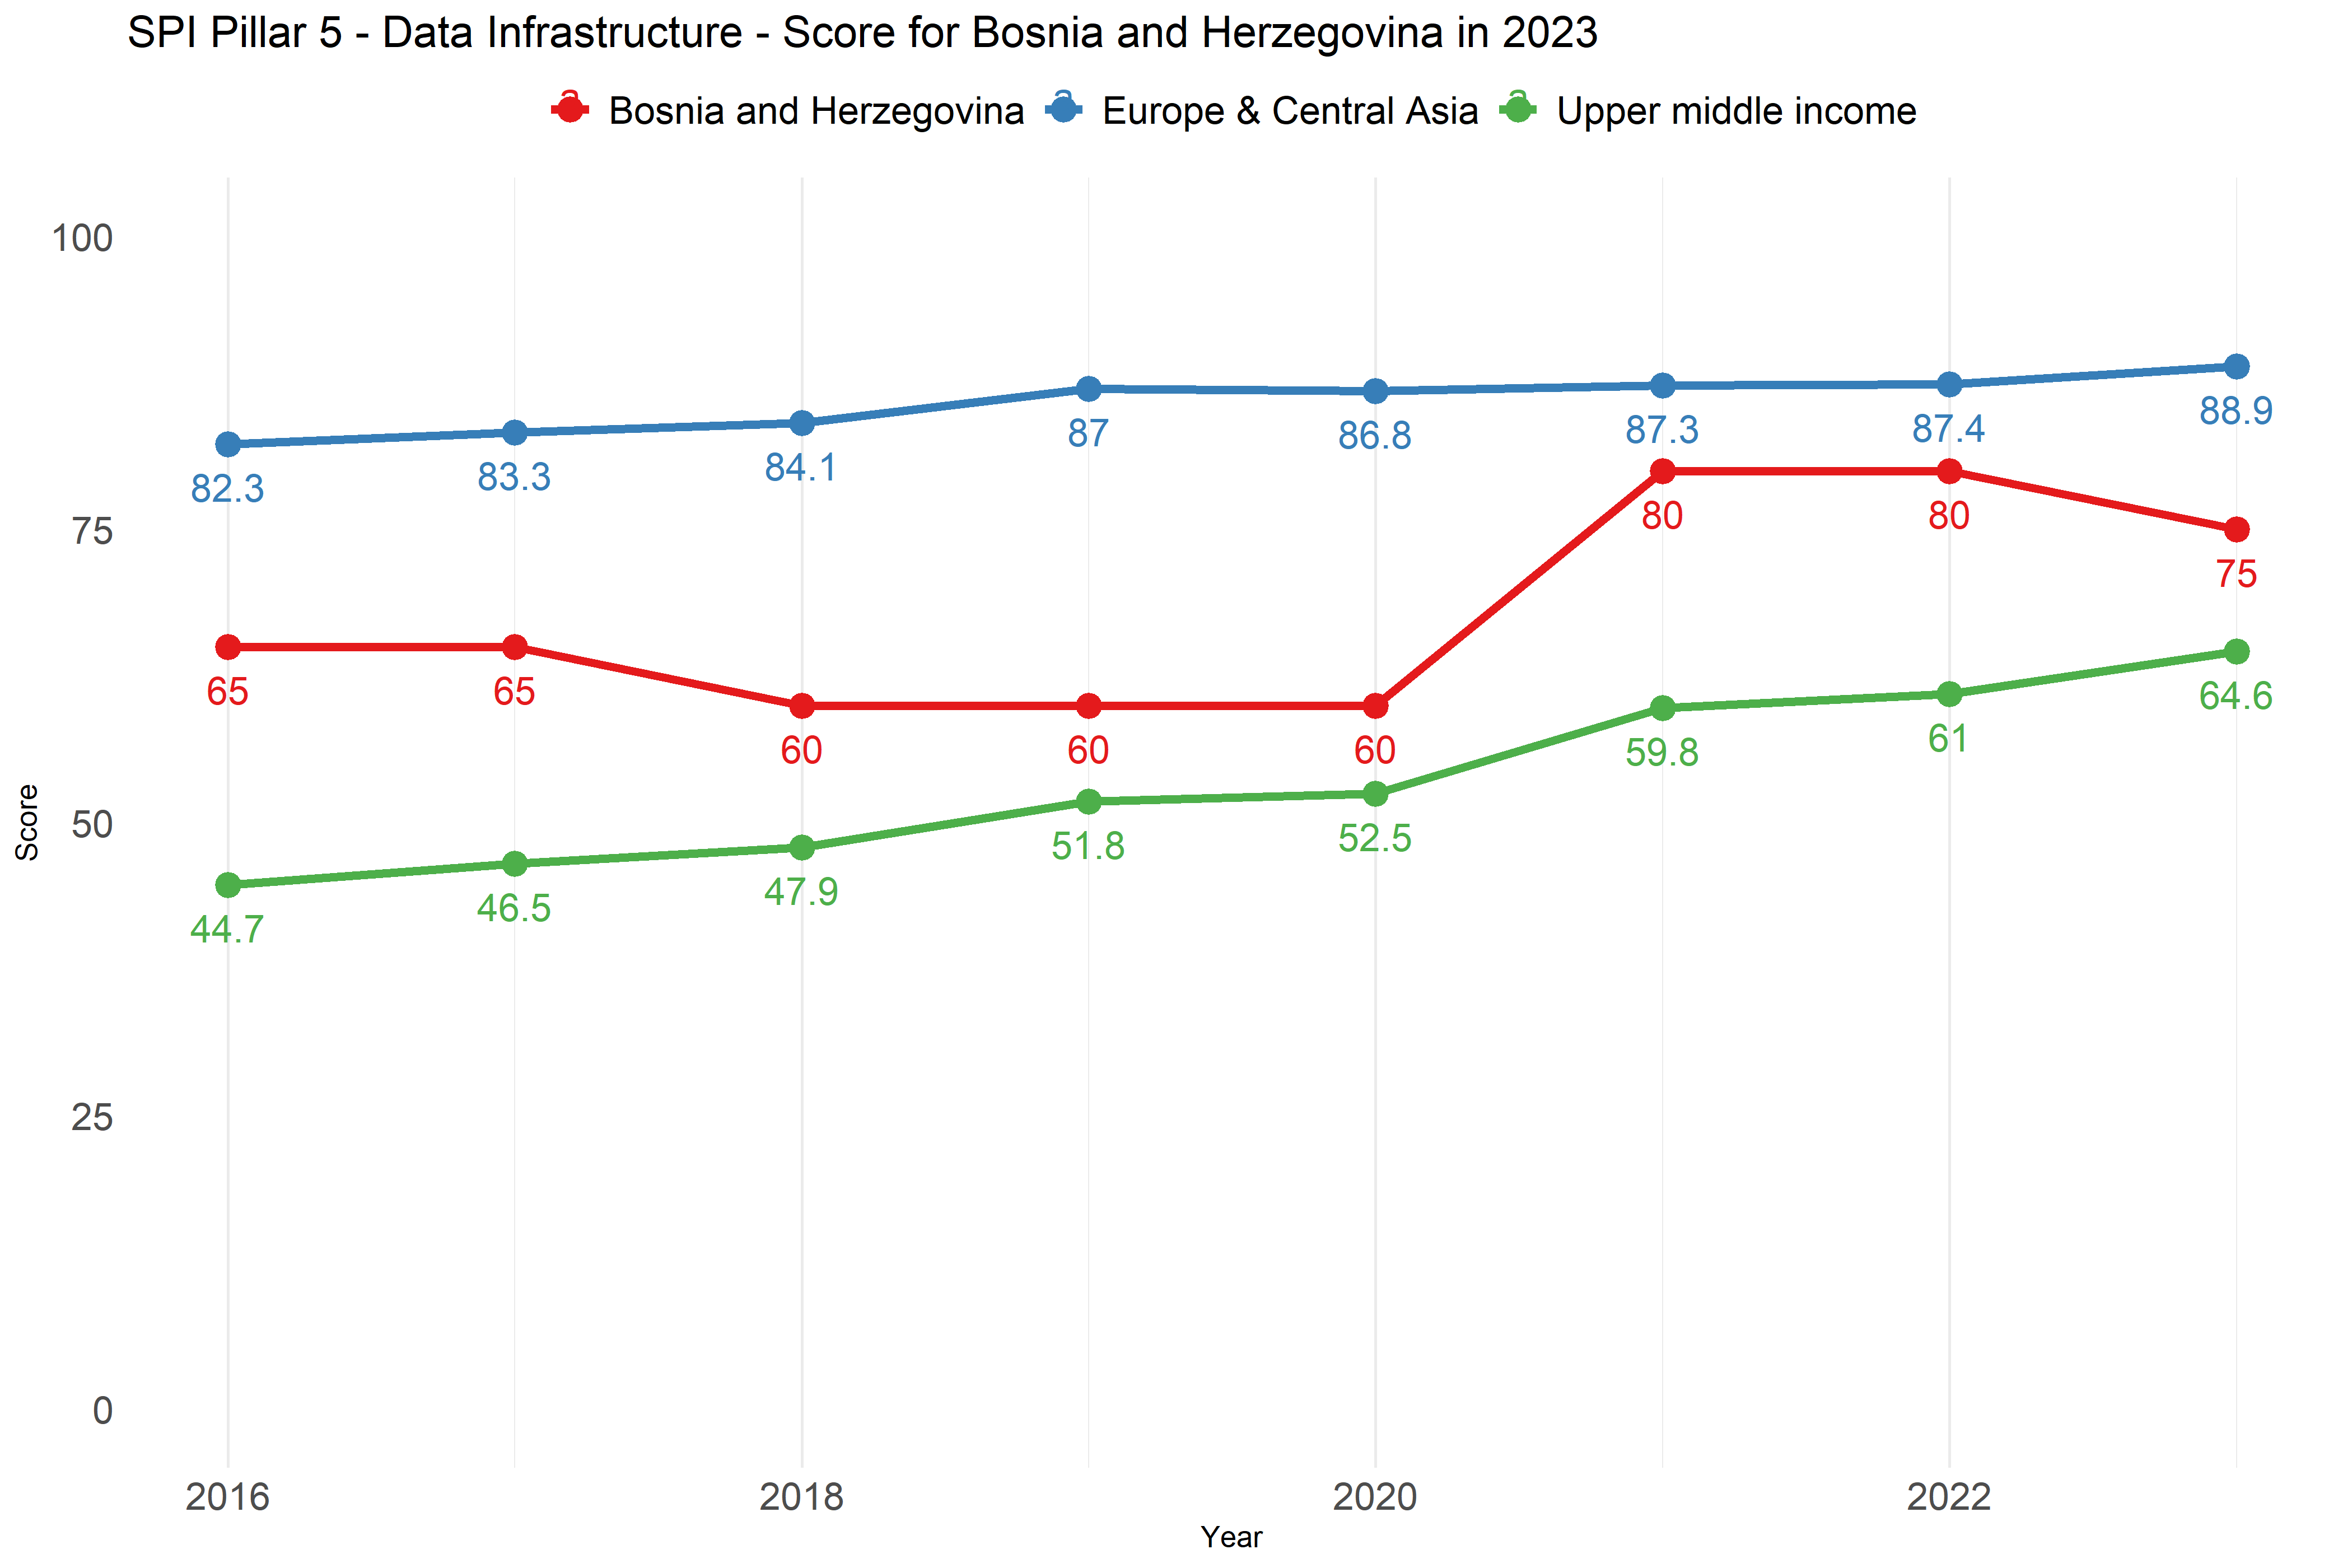 SPI Pillar 5 - Data Infrastructure - Score for Bosnia and Herzegovina in 2023
Bosnia and Herzegovina Europe & Central Asia Upper middle income
100
75
50
25
0
Score
82.3 83.3 84.1 87 86.8 87.3 87.4 88.9
65 65 60 60 60 80 80 75
44.7 46.5 47.9 51.8 52.5 59.8 61 64.6
2016 2018 2020 2022
Year